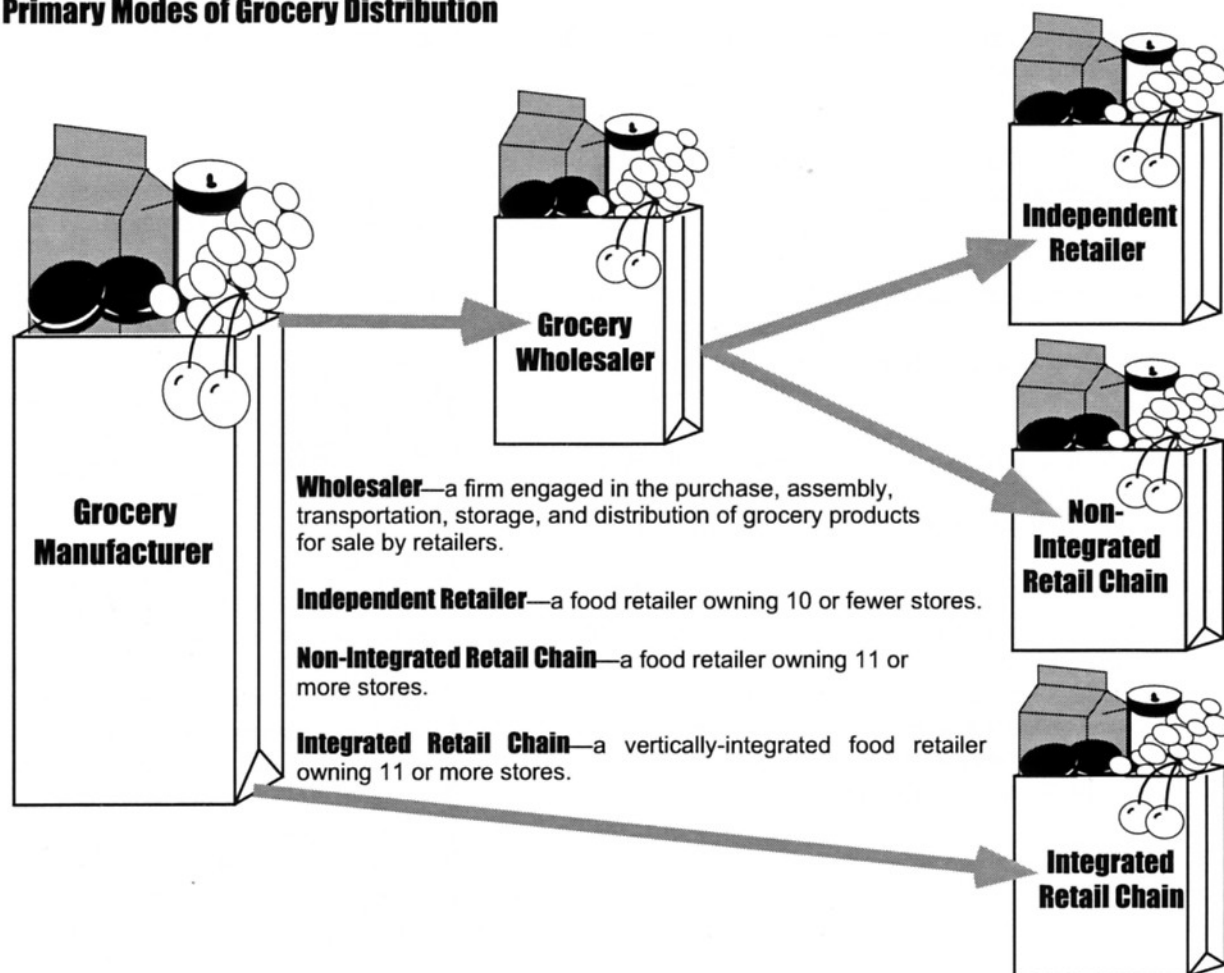 Primary Modes of Grocery Distribution
Grocery
Manufacturer
Grocery
Wholesaler
Independent
Retailer
Non-
Integrated
Retail Chain
Integrated
Retail Chain
Wholesaler—a firm engaged in the purchase, assembly,
transportation, storage, and distribution of grocery products
for sale by retailers.
Independent Retailer—a food retailer owning 10 or fewer stores.
Non-Integrated Retail Chain—a food retailer owning 11 or
more stores.
Integrated Retail Chain—a vertically-integrated food retailer
owning 11 or more stores.